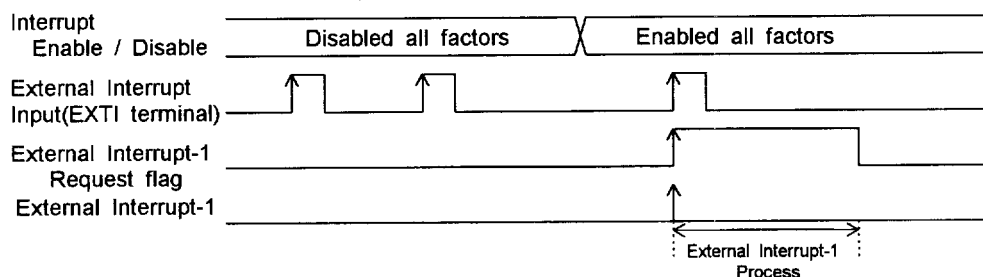 Interrupt
Enable / Disable
Disabled all factors
Enabled all factors
External Interrupt
Input(EXTI terminal)
External Interrupt-1
Request flag
External Interrupt-1
External Interrupt-1
Process